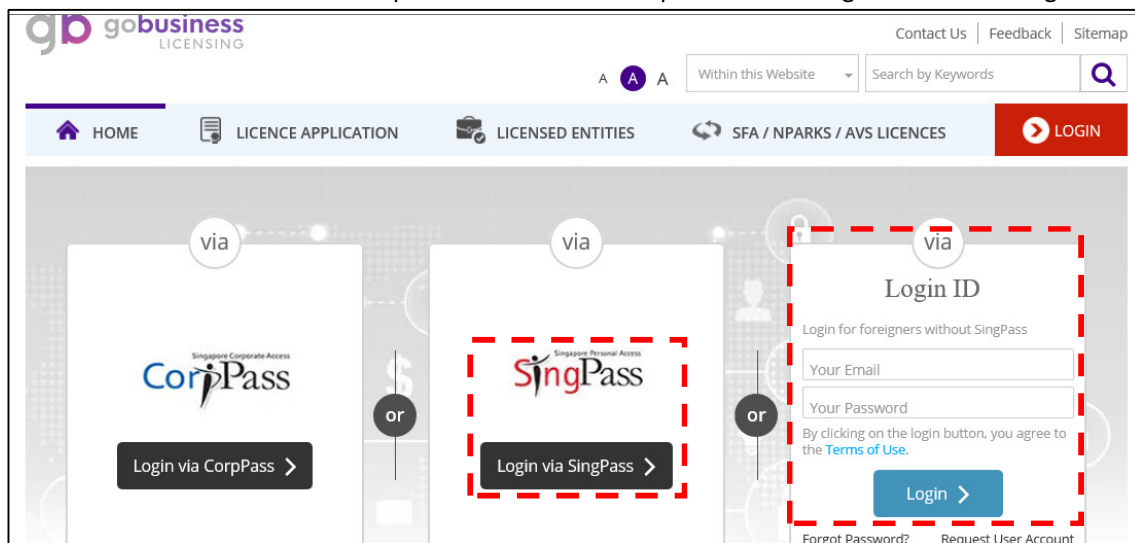 gobusiness
LICENSING
Contact Us | Feedback | Sitemap
A A A Within this Website Search by Keywords
HOME LICENCE APPLICATION LICENSED ENTITIES SFA / NPARKS / AVS LICENCES LOGIN
via via via
Login ID
Login for foreigners without SingPass
Singapore Corporate Access
CorpPass
Singapore Personal Access
SingPass
Your Email
or or
Your Password
By clicking on the login button, you agree to
the Terms of Use.
Login via CorpPass Login via SingPass
Login
Forgot Password? Request User Account